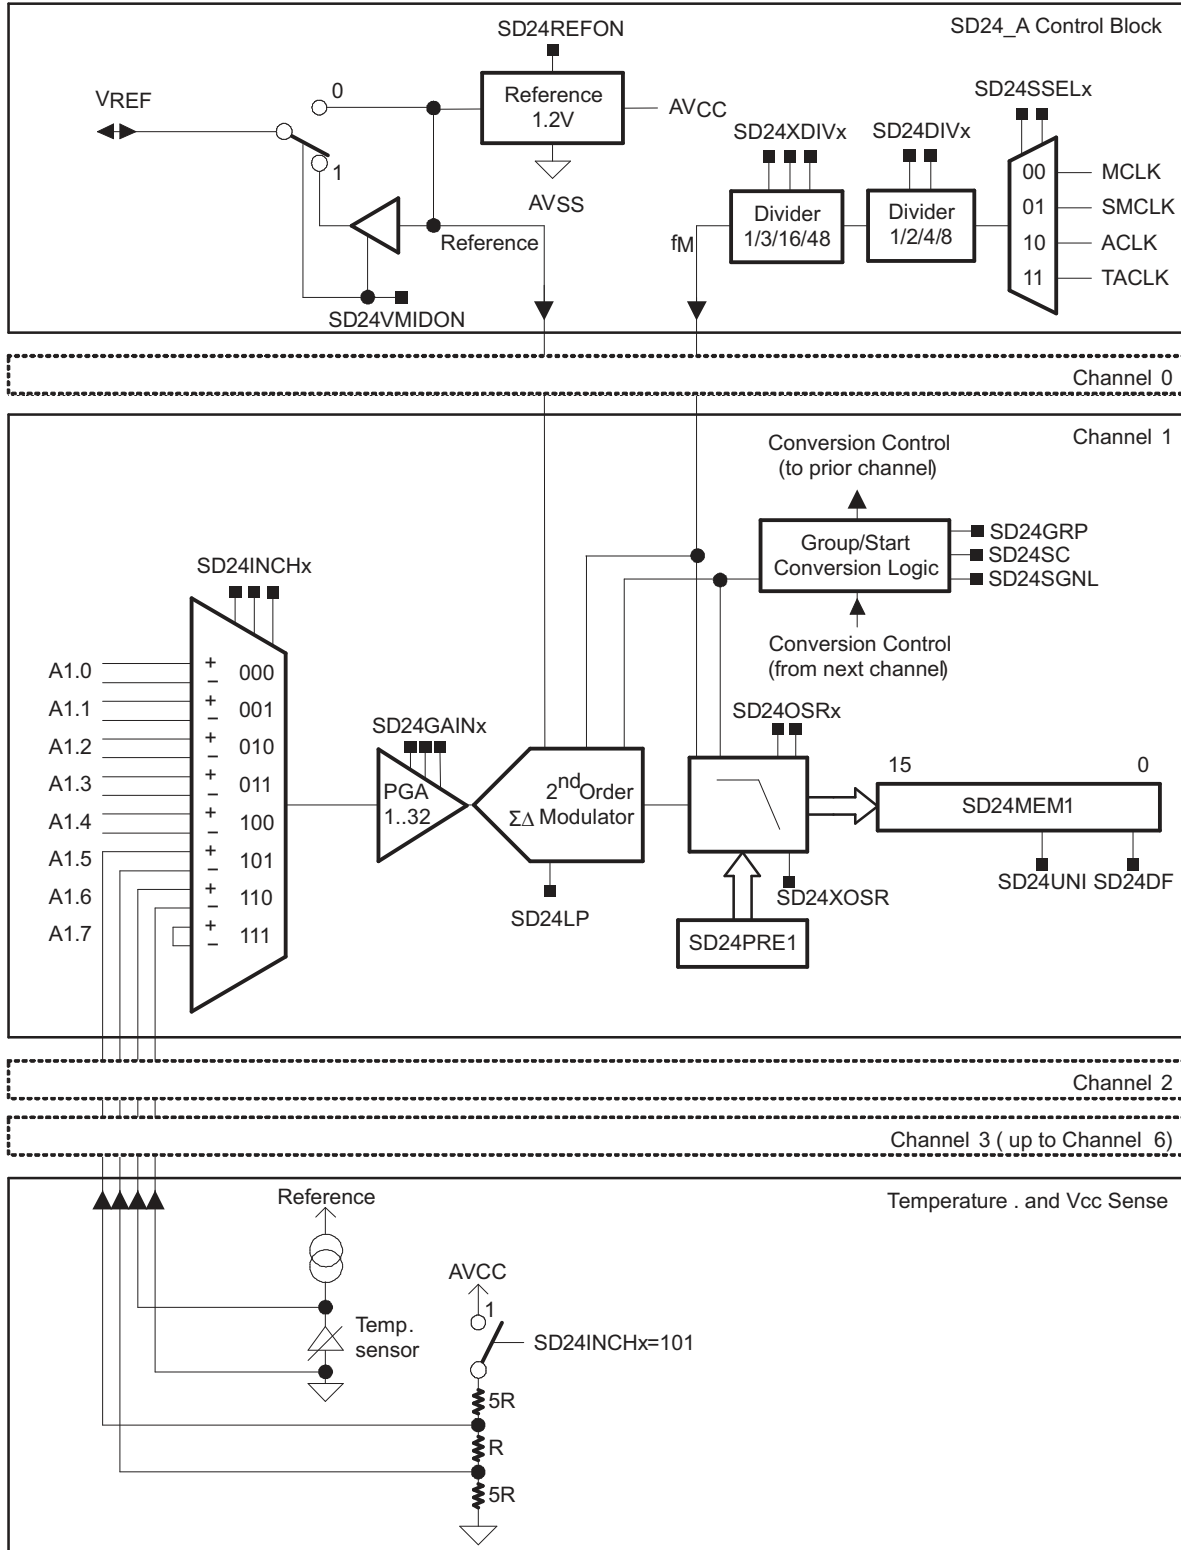 SD24_A Control Block
SD24REFON
0
VREF
Reference
1.2V
AVCC
SD24SSELx
SD24XDIVx
SD24DIVx
1
AVSS
00
MCLK
Divider
1/3/16/48
Divider
1/2/4/8
01
SMCLK
Reference
fM
10
ACLK
11
TACLK
SD24VMIDON
Channel 0
Channel 1
Conversion Control
(to prior channel)
Group/Start
Conversion Logic
SD24GRP
SD24SC
SD24SGNL
Conversion Control
(from next channel)
SD24INCHx
A1.0
+
−
000
A1.1
+
−
001
A1.2
+
−
010
A1.3
+
−
011
A1.4
+
−
100
A1.5
+
−
101
A1.6
+
−
110
A1.7
+
−
111
SD24GAINx
PGA
1..32
2nd Order
ΣΔ Modulator
SD24LP
SD24OSRx
SD24XOSR
SD24PRE1
15
0
SD24MEM1
SD24UNI
SD24DF
Channel 2
Channel 3 ( up to Channel 6)
Temperature . and Vcc Sense
Reference
Temp.
sensor
AVCC
1
SD24INCHx=101
5R
R
5R